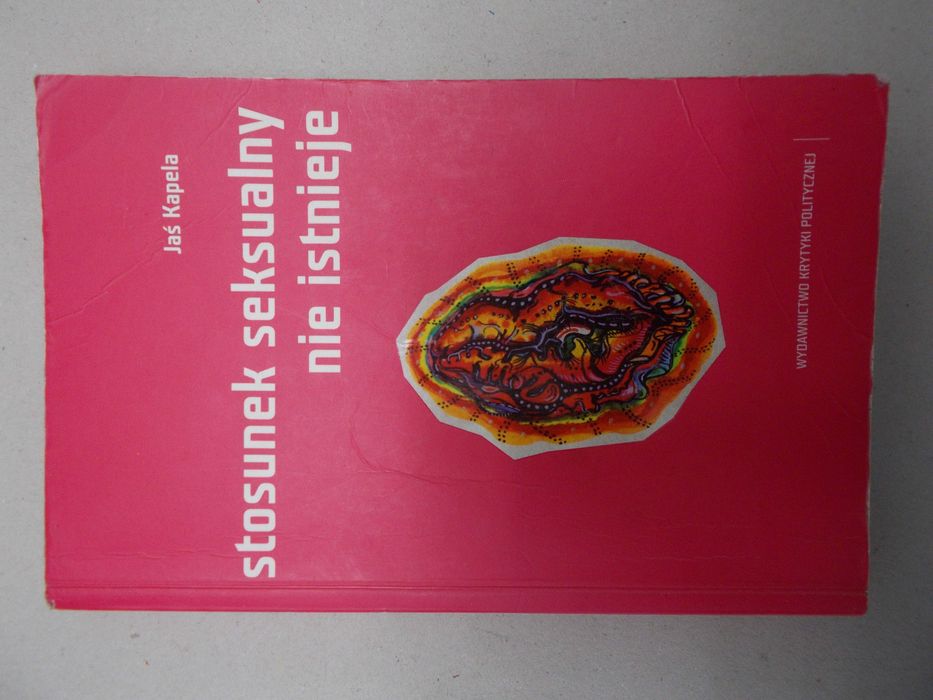 Jaś Kapela
stosunek seksualny
nie istnieje
WYDAWNICTWO KRYTYKI POLITYCZNEJ